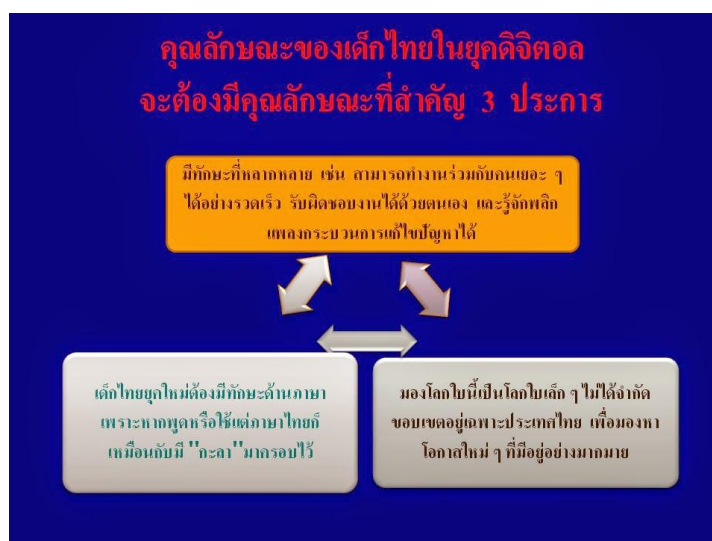 คุณลักษณะของเด็กไทยในยุคดิจิตอล
จะต้องมีคุณลักษณะที่สำคัญ 3 ประการ
มีทักษะที่หลากหลาย เช่น สามารถทำงานร่วมกับคนเยอะ ๆ
ได้อย่างรวดเร็ว รับผิดชอบงานได้ด้วยตนเอง และรู้จักพลิก
แพลงกระบวนการแก้ไขปัญหาได้
เด็กไทยยุคใหม่ต้องมีทักษะด้านภาษา
เพราะหากพูดหรือใช้แต่ภาษาไทยก็
เหมือนกับมี "กะลา"มาครอบไว้
มองโลกใบนี้เป็นโลกใบเล็ก ๆ ไม่ได้จำกัด
ขอบเขตอยู่เฉพาะประเทศไทย เพื่อมองหา
โอกาสใหม่ ๆ ที่มีอยู่อย่างมากมาย